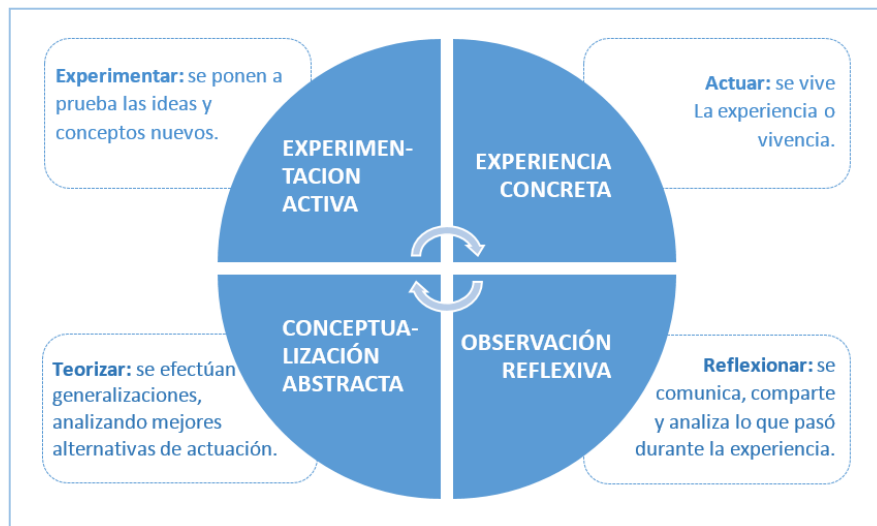 Experimentar: se ponen a
prueba las ideas y
conceptos nuevos.
EXPERIMEN-
TACION
ACTIVA
EXPERIENCIA
CONCRETA
Actuar: se vive
La experiencia o
vivencia.
Teorizar: se efectúan
generalizaciones,
analizando mejores
alternativas de actuación.
CONCEPTUA-
LIZACIÓN
ABSTRACTA
OBSERVACIÓN
REFLEXIVA
Reflexionar: se
comunica, comparte
y analiza lo que pasó
durante la experiencia.